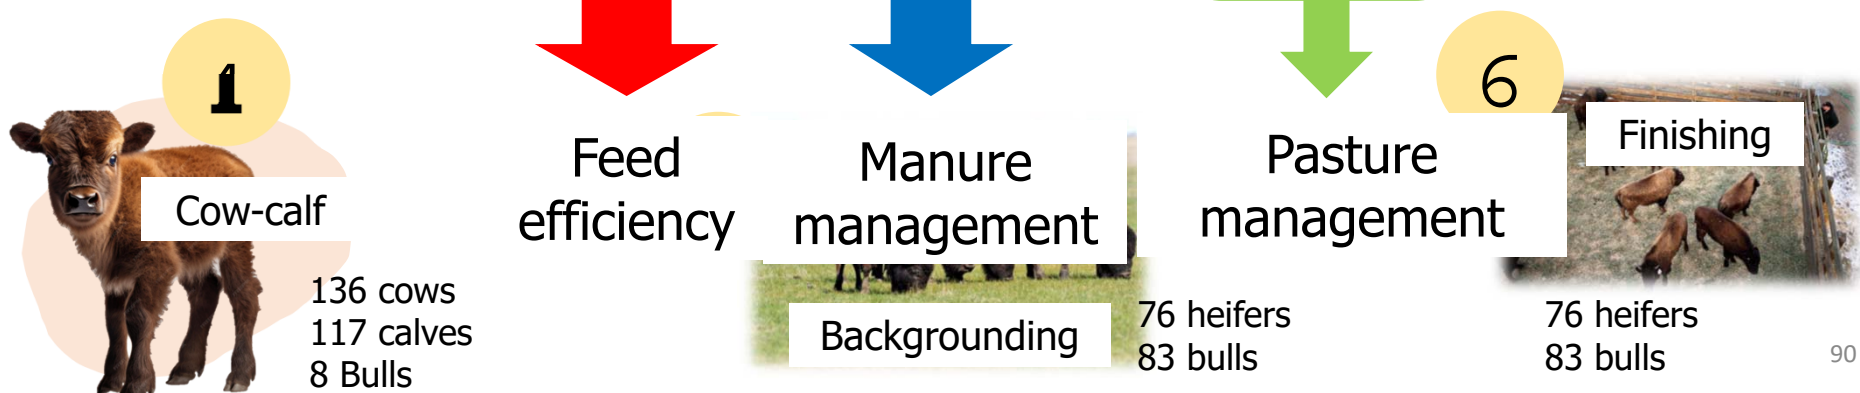 1
6
Feed
efficiency
Manure
management
Pasture
management
Finishing
Cow-calf
136 cows
117 calves
8 Bulls
Backgrounding
76 heifers
83 bulls
76 heifers
83 bulls
90